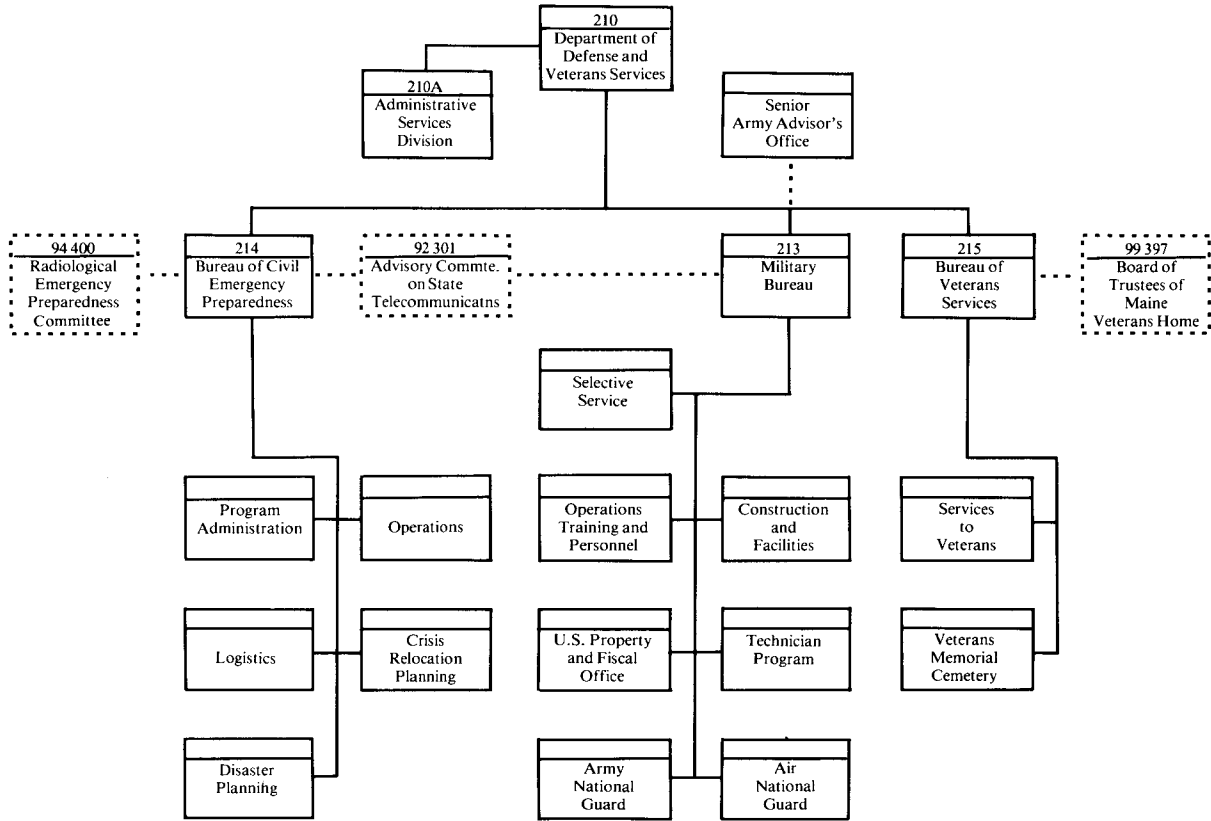 210
Department of
Defense and
Veterans Services
210A
Administrative
Services
Division
Senior
Army Advisor's
Office
94 400
Radiological
Emergency
Preparedness
Committee
214
Bureau of Civil
Emergency
Preparedness
92 301
Advisory Commte.
on State
Telecommunicatns
213
Military
Bureau
215
Bureau of
Veterans
Services
99 397
Board of
Trustees of
Maine
Veterans Home
Selective
Service
Program
Administration
Operations
Operations
Training and
Personnel
Construction
and
Facilities
Services
to
Veterans
Logistics
Crisis
Relocation
Planning
U.S. Property
and Fiscal
Office
Technician
Program
Veterans
Memorial
Cemetery
Disaster
Planning
Army
National
Guard
Air
National
Guard